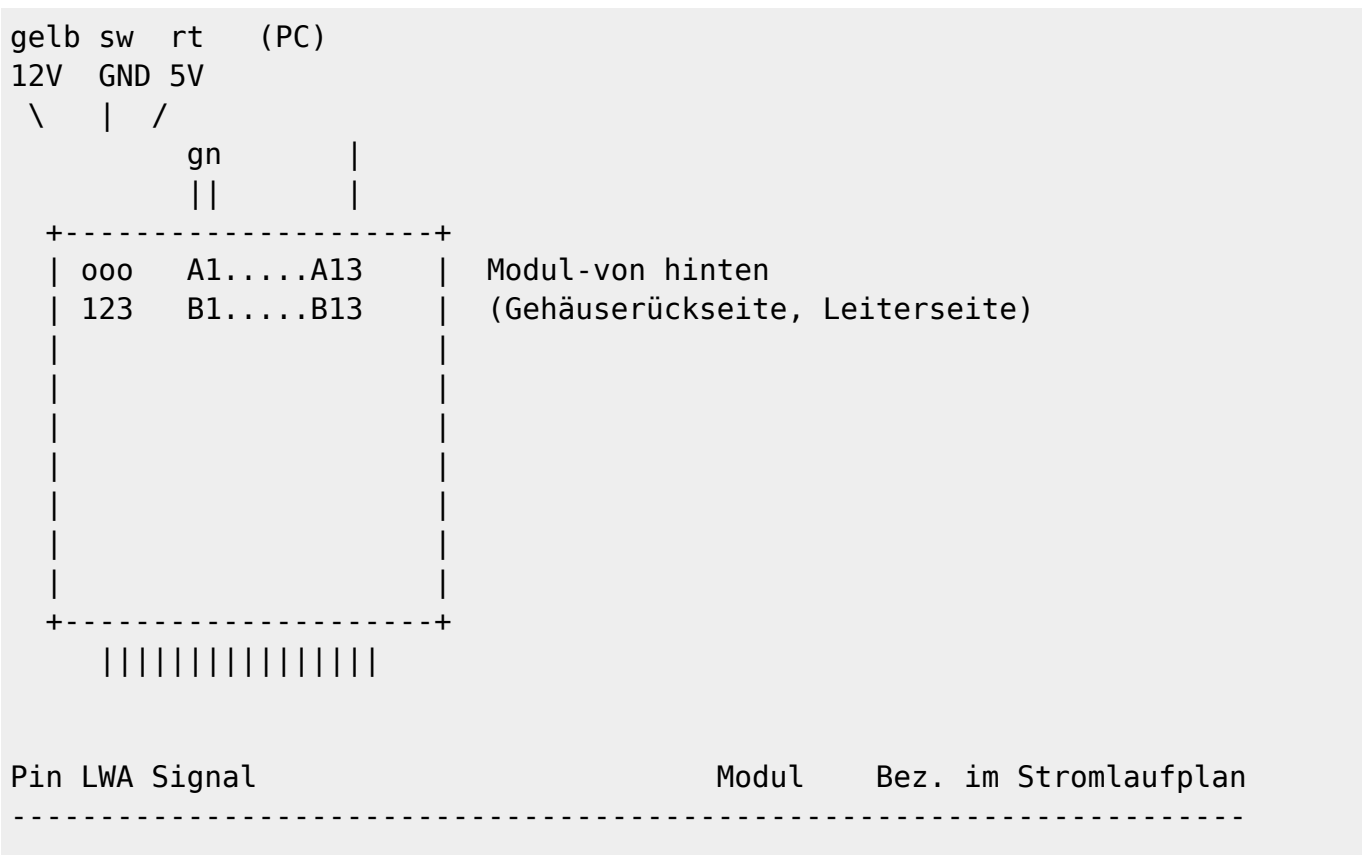 gelb sw  rt   (PC)
12V  GND 5V
 \   |  /
          gn       |
          ||       |
  +---------------------+
  | ooo   A1.....A13    |  Modul-von hinten
  | 123   B1.....B13    |  (Gehäuserückseite, Leiterseite)
  |                     |
  |                     |
  |                     |
  |                     |
  |                     |
  |                     |
  |                     |
  +---------------------+
     ||||||||||||||||
Pin LWA Signal                          Modul    Bez. im Stromlaufplan
----------------------------------------------------------------------